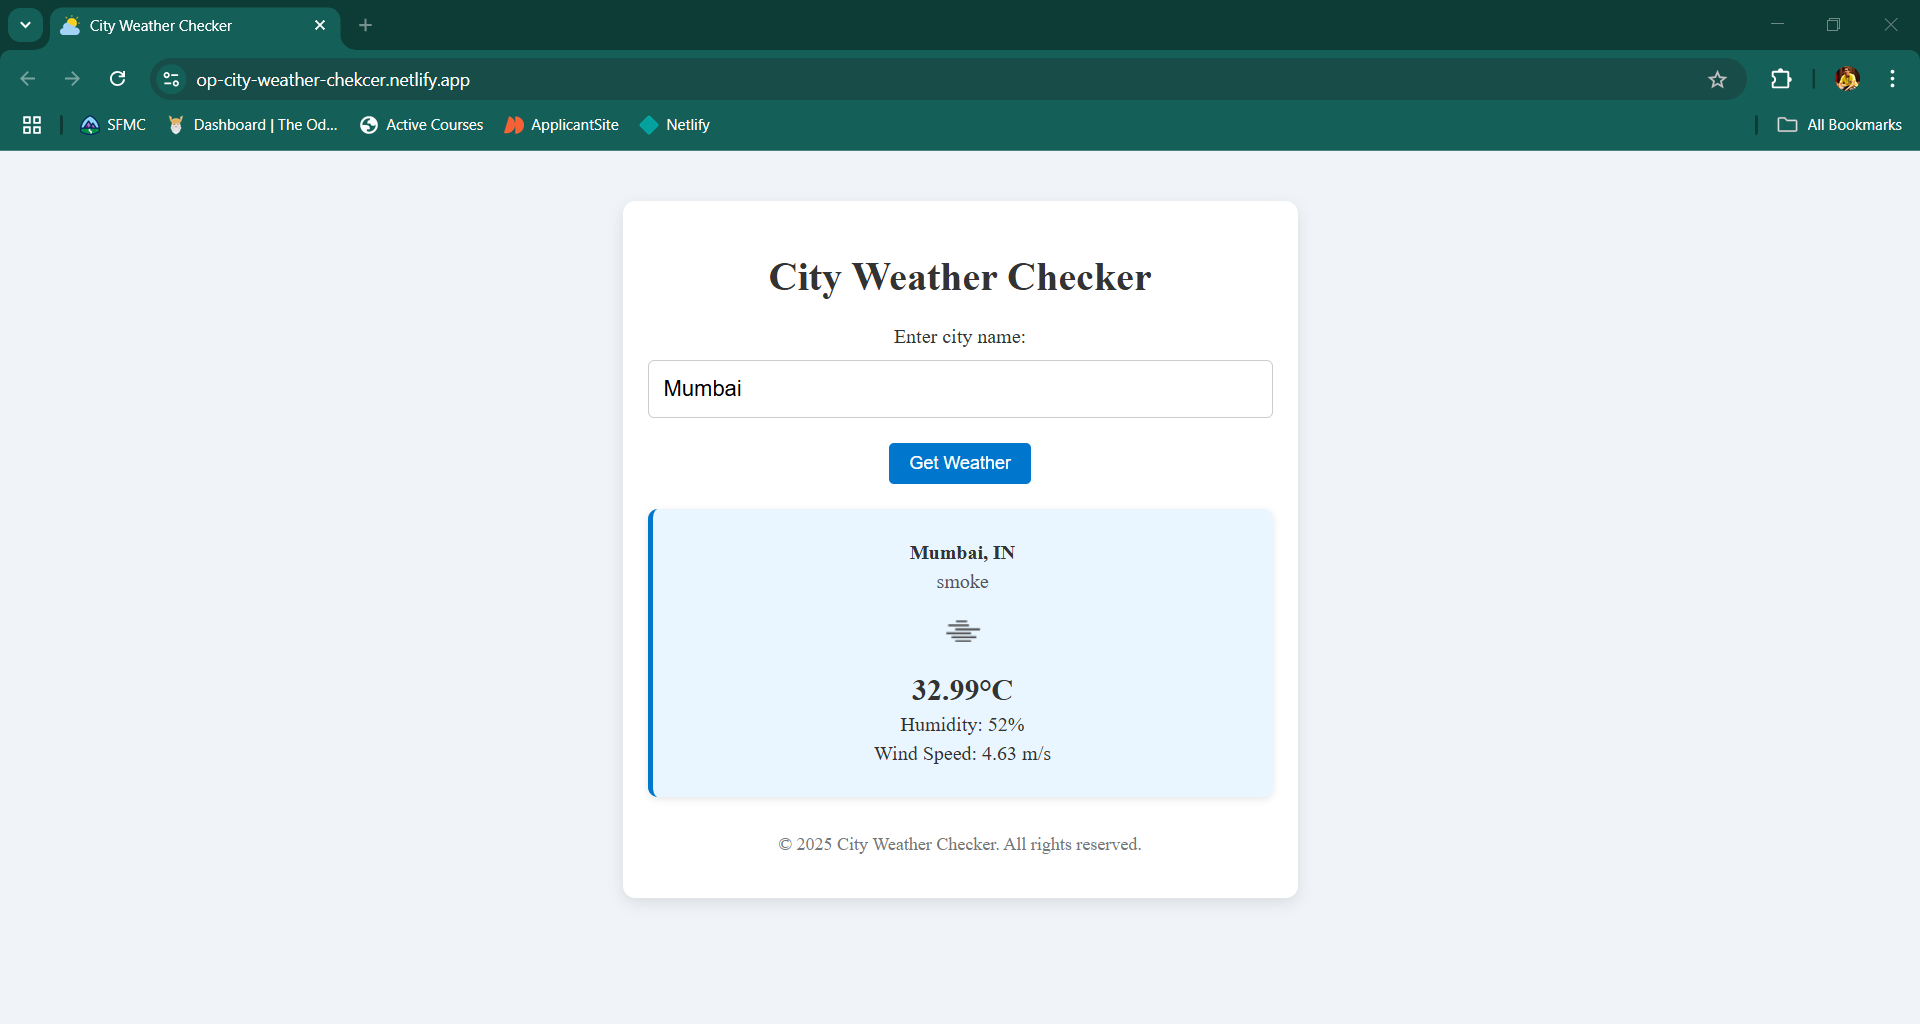 City Weather Checker
op-city-weather-chekcer.netlify.app
SFMC
Dashboard | The Od...
Active Courses
ApplicantSite
Netlify
All Bookmarks
City Weather Checker
Enter city name:
Mumbai
Get Weather
Mumbai, IN
smoke
32.99°C
Humidity: 52%
Wind Speed: 4.63 m/s
© 2025 City Weather Checker. All rights reserved.